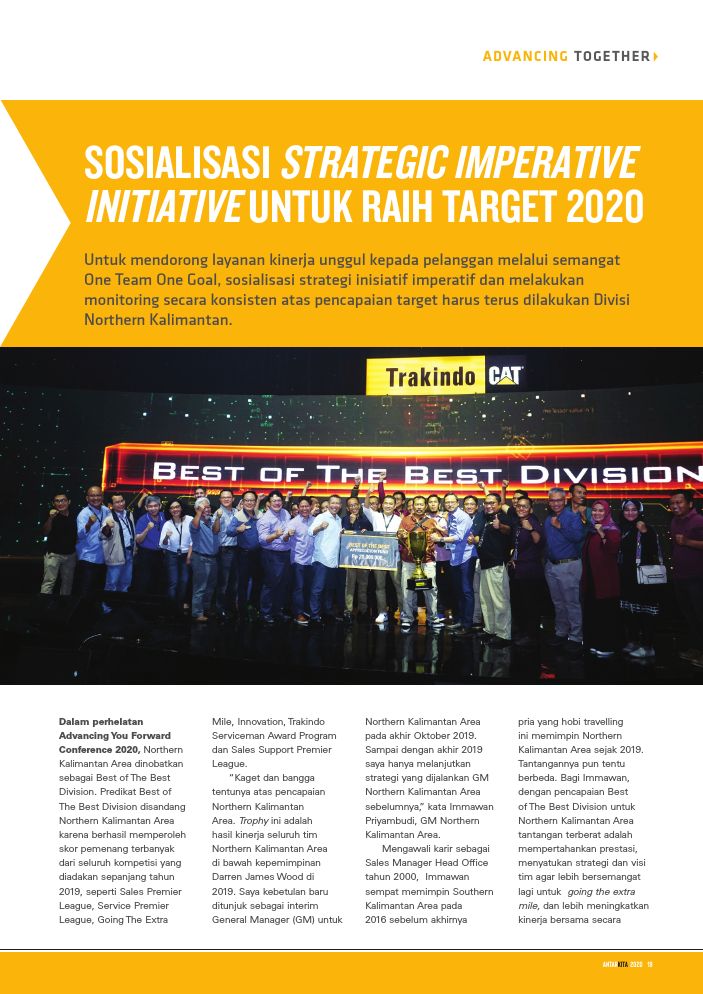 ADVANCING TOGETHER
SOSIALISASI STRATEGIC IMPERATIVE
INITIATIVE UNTUK RAIH TARGET 2020
Untuk mendorong layanan kinerja unggul kepada pelanggan melalui semangat
One Team One Goal, sosialisasi strategi inisiatif imperatif dan melakukan
monitoring secara konsisten atas pencapaian target harus terus dilakukan Divisi
Northern Kalimantan.
Trakindo CAT
BEST OF THE BEST DIVISION
BEST OF THE BEST
APPRECIATION FUND
Rp 25.000.000
Dalam perhelatan
Advancing You Forward
Conference 2020, Northern
Kalimantan Area dinobatkan
sebagai Best of The Best
Division. Predikat Best of
The Best Division disandang
Northern Kalimantan Area
karena berhasil memperoleh
skor pemenang terbanyak
dari seluruh kompetisi yang
diadakan sepanjang tahun
2019, seperti Sales Premier
League, Service Premier
League, Going The Extra
Mile, Innovation, Trakindo
Serviceman Award Program
dan Sales Support Premier
League.
“Kaget dan bangga
tentunya atas pencapaian
Northern Kalimantan
Area. Trophy ini adalah
hasil kinerja seluruh tim
Northern Kalimantan Area
di bawah kepemimpinan
Darren James Wood di
2019. Saya kebetulan baru
ditunjuk sebagai interim
General Manager (GM) untuk
Northern Kalimantan Area
pada akhir Oktober 2019.
Sampai dengan akhir 2019
saya hanya melanjutkan
strategi yang dijalankan GM
Northern Kalimantan Area
sebelumnya,” kata Immawan
Priyambudi, GM Northern
Kalimantan Area.
Mengawali karir sebagai
Sales Manager Head Office
tahun 2000, Immawan
sempat memimpin Southern
Kalimantan Area pada
2016 sebelum akhirnya
pria yang hobi travelling
ini memimpin Northern
Kalimantan Area sejak 2019.
Tantangannya pun tentu
berbeda. Bagi Immawan,
dengan pencapaian Best
of The Best Division untuk
Northern Kalimantan Area
tantangan terberat adalah
mempertahankan prestasi,
menyatukan strategi dan visi
tim agar lebih bersemangat
lagi untuk going the extra
mile, dan lebih meningkatkan
kinerja bersama secara
ANTARKITA 2020 19